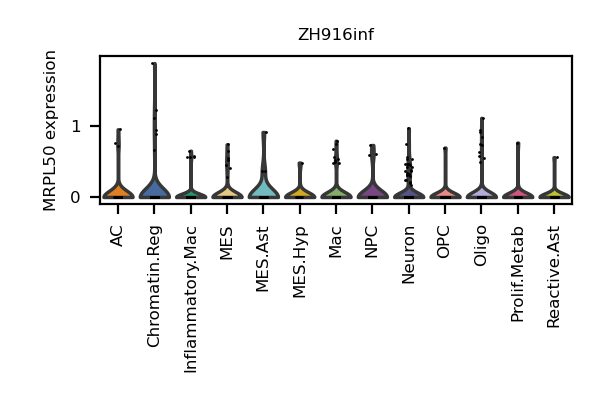 ZH916inf
MRPL50 expression
1
0
AC
Chromatin.Reg
Inflammatory.Mac
MES
MES.Ast
MES.Hyp
Mac
NPC
Neuron
OPC
Oligo
Prolif.Metab
Reactive.Ast